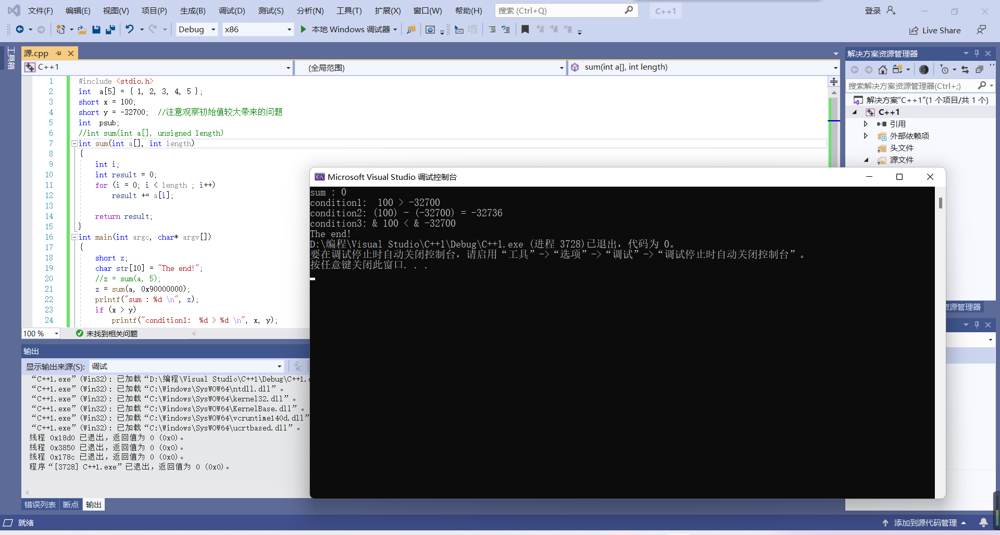 文件(F) 编辑(E) 视图(V) 项目(P) 生成(B) 调试(D) 测试(S) 分析(N) 工具(T) 扩展(X) 窗口(W) 帮助(H) 搜索 (Ctrl+Q) C++1 登录
Debug x86 本地 Windows 调试器 Live Share
工具箱
源.cpp
C++1 (全局范围) sum(int a[], int length)
1 #include <stdio.h>
2 int  a[5] = { 1, 2, 3, 4, 5 };
3 short x = 100;
4 short y = -32700;  //注意观察初始值较大带来的问题
5 int  psub;
6 //int sum(int a[], unsigned length)
7 int sum(int a[], int length)
8 {
9 int i;
10 int result = 0;
11 for (i = 0; i < length ; i++)
12 result += a[i];
13
14 return result;
15 }
16 int main(int argc, char* argv[])
17 {
18 short z;
19 char str[10] = "The end!";
20 //z = sum(a, 5);
21 z = sum(a, 0x90000000);
22 printf("sum : %d \n", z);
23 if (x > y)
24 printf("condition1:  %d > %d \n", x, y);
100 % 未找到相关问题
输出
显示输出来源(S): 调试
“C++1.exe”(Win32): 已加载“D:\编程\Visual Studio\C++1\Debug\C++1.
“C++1.exe”(Win32): 已加载“C:\Windows\SysWOW64\ntdll.dll”。
“C++1.exe”(Win32): 已加载“C:\Windows\SysWOW64\kernel32.dll”。
“C++1.exe”(Win32): 已加载“C:\Windows\SysWOW64\KernelBase.dll”。
“C++1.exe”(Win32): 已加载“C:\Windows\SysWOW64\vcruntime140d.dll”
“C++1.exe”(Win32): 已加载“C:\Windows\SysWOW64\ucrtbased.dll”。
线程 0x18d0 已退出，返回值为 0 (0x0)。
线程 0x3850 已退出，返回值为 0 (0x0)。
线程 0x178c 已退出，返回值为 0 (0x0)。
程序“[3728] C++1.exe”已退出，返回值为 0 (0x0)。
错误列表 断点 输出
就绪
Microsoft Visual Studio 调试控制台
sum : 0
condition1:  100 > -32700
condition2: (100) - (-32700) = -32736
condition3: & 100 < & -32700
The end!
D:\编程\Visual Studio\C++1\Debug\C++1.exe (进程 3728)已退出，代码为 0。
要在调试停止时自动关闭控制台，请启用“工具”->“选项”->“调试”->“调试停止时自动关闭控制台”。
按任意键关闭此窗口. . .
解决方案资源管理器
搜索解决方案资源管理器(Ctrl+;)
解决方案"C++1"(1 个项目/共 1 个)
C++1
引用
外部依赖项
头文件
源文件
资源管理器
添加到源代码管理